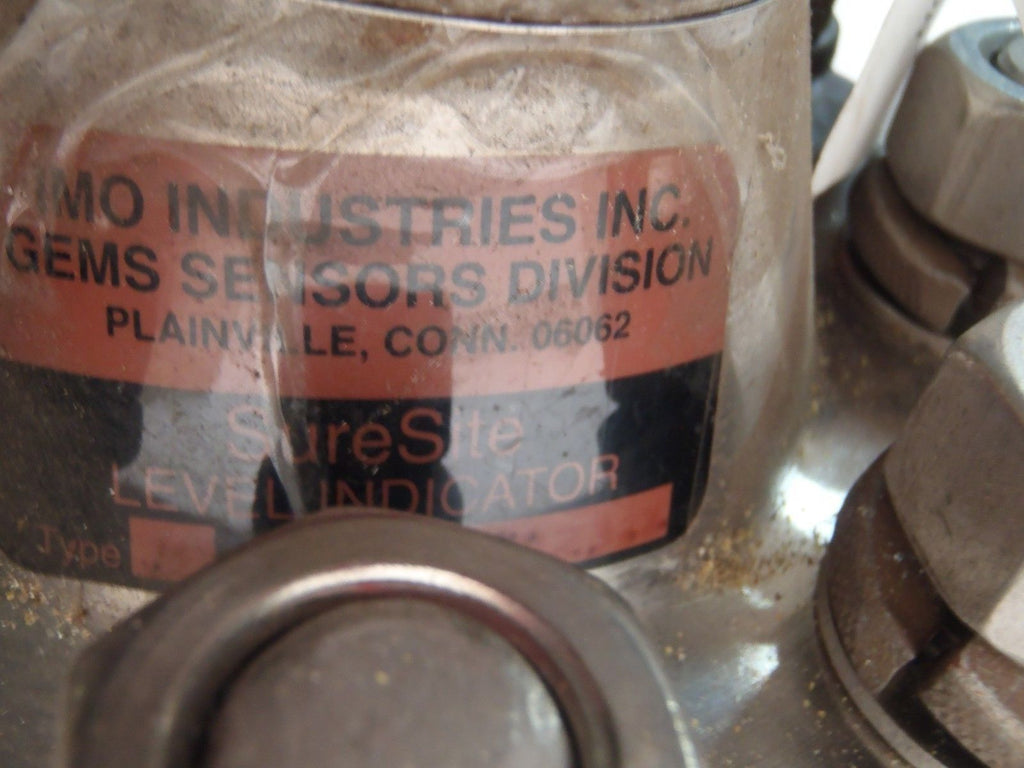 IMO INDUSTRIES INC.
GEMS SENSORS DIVISION
PLAINVILLE, CONN. 06062
SureSite
LEVEL INDICATOR
Type